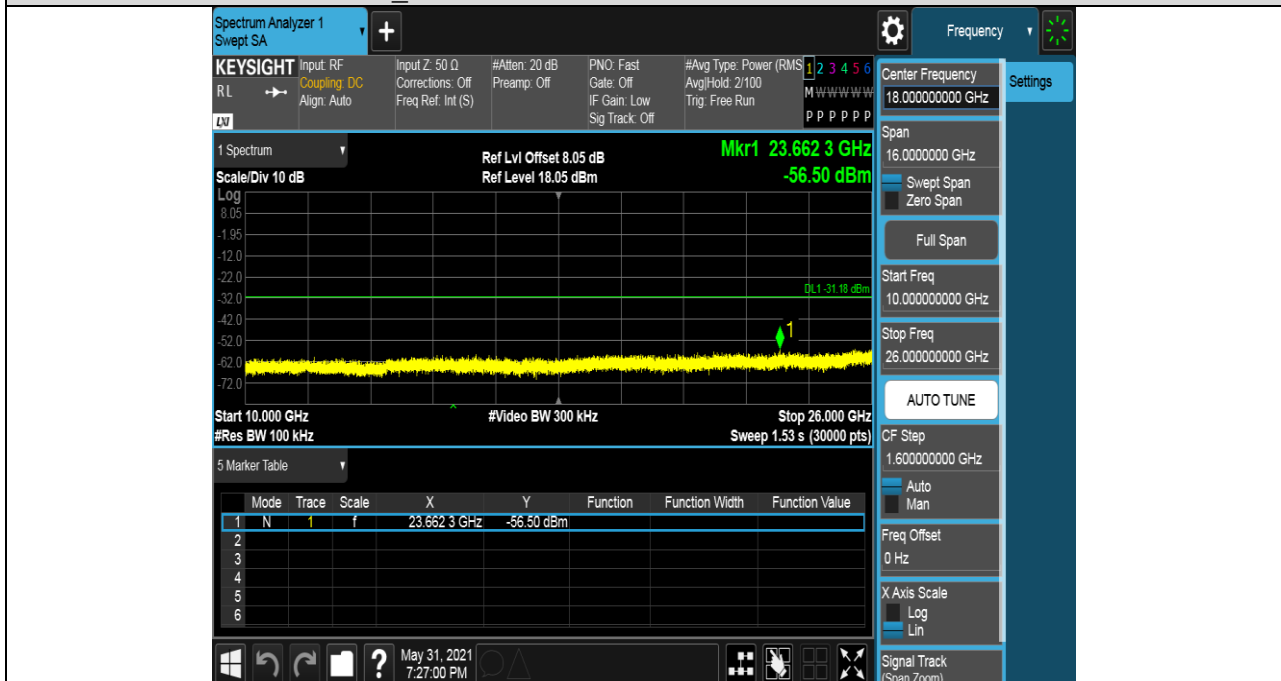 Spectrum Analyzer 1
Swept SA
+
Frequency
KEYSIGHT
RL
LXI
Input: RF
Coupling: DC
Align: Auto
Input Z: 50 Ω
Corrections: Off
Freq Ref: Int (S)
#Atten: 20 dB
Preamp: Off
PNO: Fast
Gate: Off
IF Gain: Low
Sig Track: Off
#Avg Type: Power (RMS
Avg|Hold: 2/100
Trig: Free Run
1 2 3 4 5 6
M W W W W W
P P P P P P
1 Spectrum
Scale/Div 10 dB
Ref Lvl Offset 8.05 dB
Ref Level 18.05 dBm
Mkr1 23.662 3 GHz
-56.50 dBm
Log
8.05
-1.95
-12.0
-22.0
-32.0
-42.0
-52.0
-62.0
-72.0
DL1 -31.18 dBm
1
Start 10.000 GHz
#Video BW 300 kHz
Stop 26.000 GHz
#Res BW 100 kHz
Sweep 1.53 s (30000 pts)
5 Marker Table
Mode Trace Scale X Y Function Function Width Function Value
1 N 1 f 23.662 3 GHz -56.50 dBm
2
3
4
5
6
?
May 31, 2021
7:27:00 PM
Center Frequency
18.000000000 GHz
Span
16.0000000 GHz
Swept Span
Zero Span
Full Span
Start Freq
10.000000000 GHz
Stop Freq
26.000000000 GHz
AUTO TUNE
CF Step
1.600000000 GHz
Auto
Man
Freq Offset
0 Hz
X Axis Scale
Log
Lin
Signal Track
(Span Zoom)
Settings